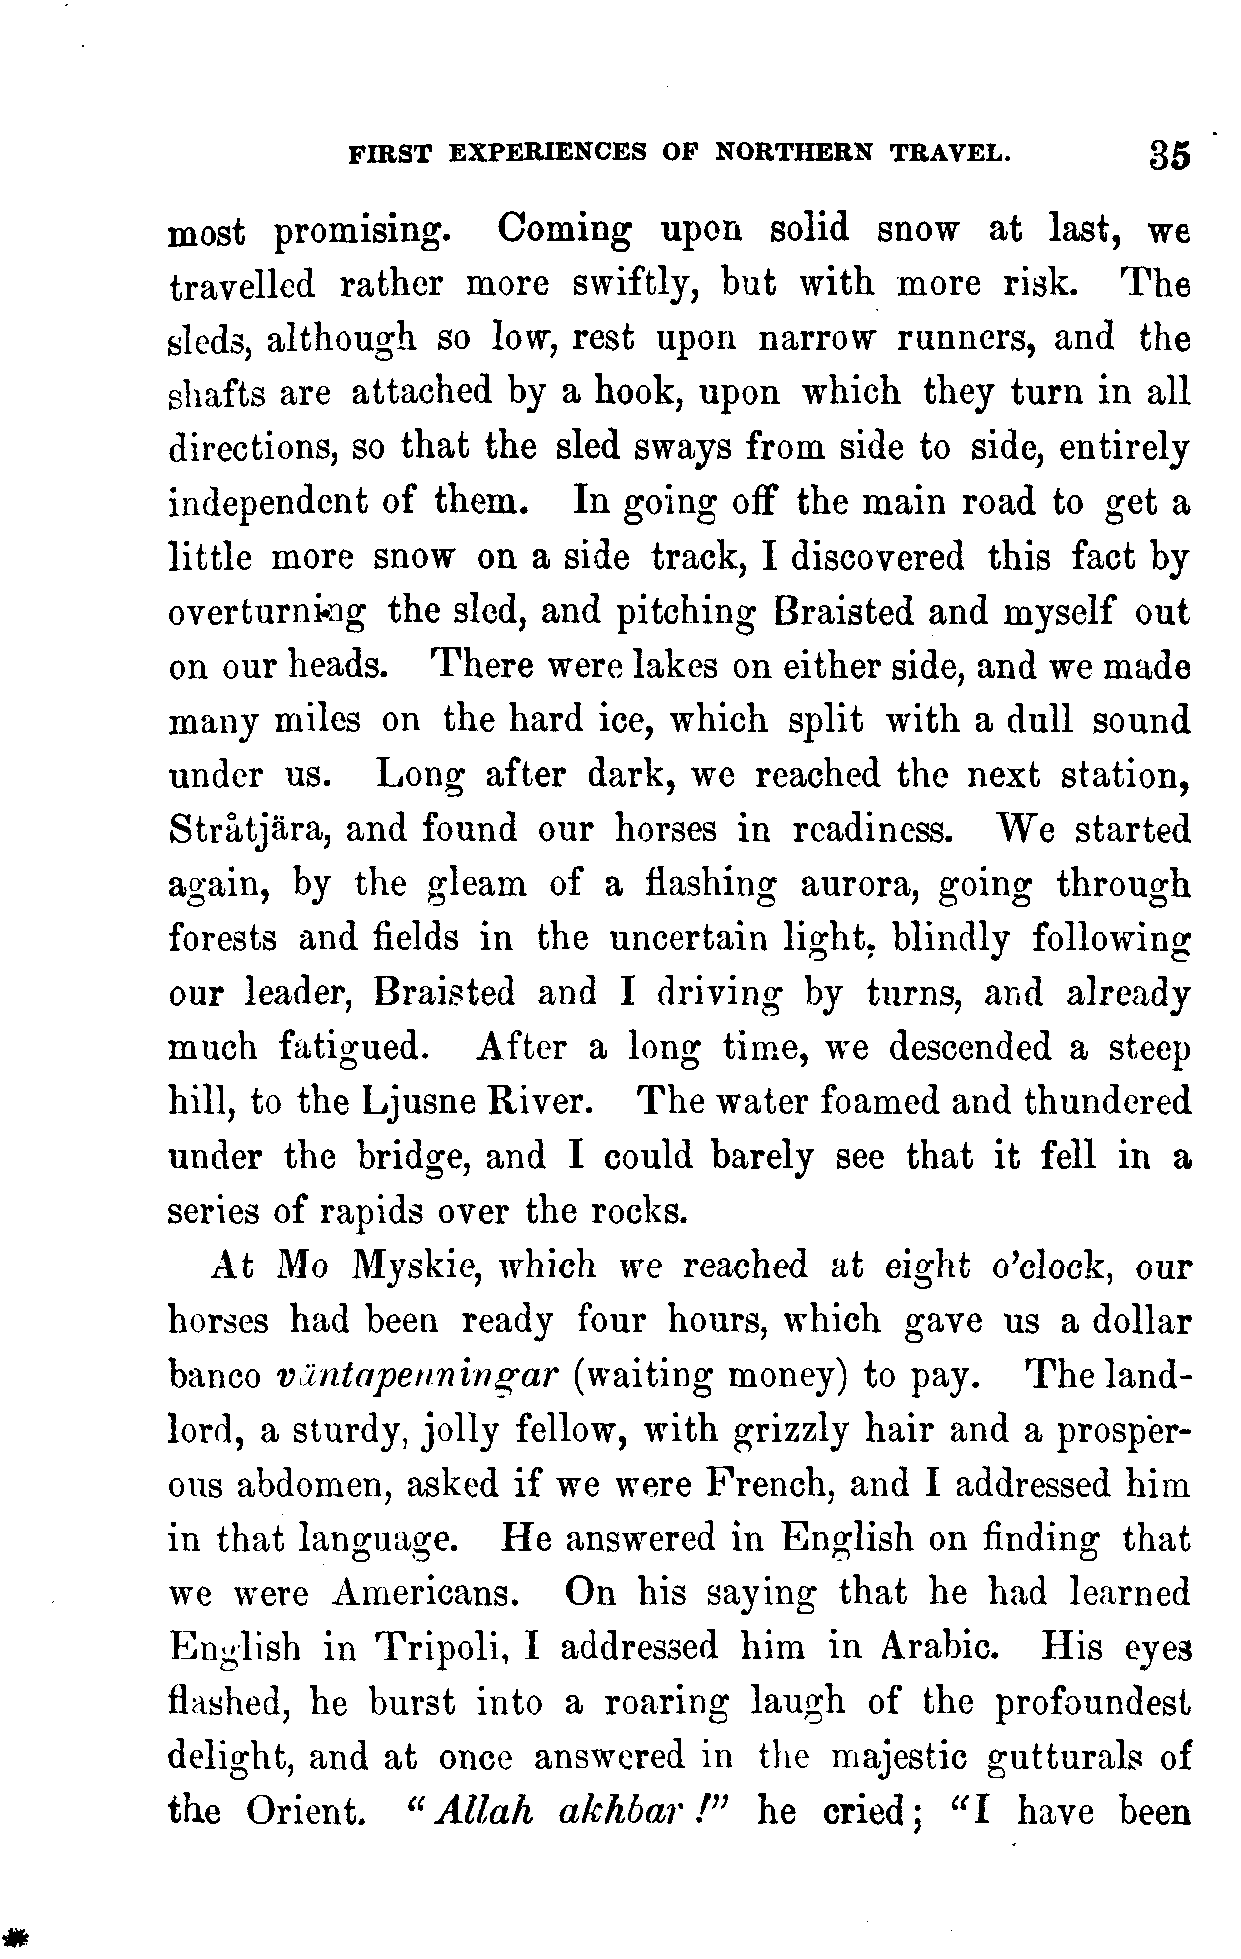 FIRST EXPERIENCES OF NORTHERN TRAVEL. 35
most promising. Coming upon solid snow at last, we
travelled rather more swiftly, but with more risk. The
sleds, although so low, rest upon narrow runners, and the
shafts are attached by a hook, upon which they turn in all
directions, so that the sled sways from side to side, entirely
independent of them. In going off the main road to get a
little more snow on a side track, I discovered this fact by
overturning the sled, and pitching Braisted and myself out
on our heads. There were lakes on either side, and we made
many miles on the hard ice, which split with a dull sound
under us. Long after dark, we reached the next station,
Stråtjära, and found our horses in readiness. We started
again, by the gleam of a flashing aurora, going through
forests and fields in the uncertain light, blindly following
our leader, Braisted and I driving by turns, and already
much fatigued. After a long time, we descended a steep
hill, to the Ljusne River. The water foamed and thundered
under the bridge, and I could barely see that it fell in a
series of rapids over the rocks.
At Mo Myskie, which we reached at eight o'clock, our
horses had been ready four hours, which gave us a dollar
banco väntapenningar (waiting money) to pay. The land-
lord, a sturdy, jolly fellow, with grizzly hair and a prosper-
ous abdomen, asked if we were French, and I addressed him
in that language. He answered in English on finding that
we were Americans. On his saying that he had learned
English in Tripoli, I addressed him in Arabic. His eyes
flashed, he burst into a roaring laugh of the profoundest
delight, and at once answered in the majestic gutturals of
the Orient. "Allah akhbar!" he cried; "I have been